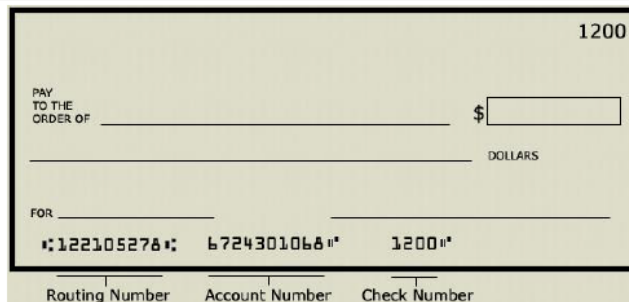 1200
PAY
TO THE
ORDER OF $
DOLLARS
FOR
⑆122105278⑆ 6724301068⑈ 1200⑈
Routing Number Account Number Check Number